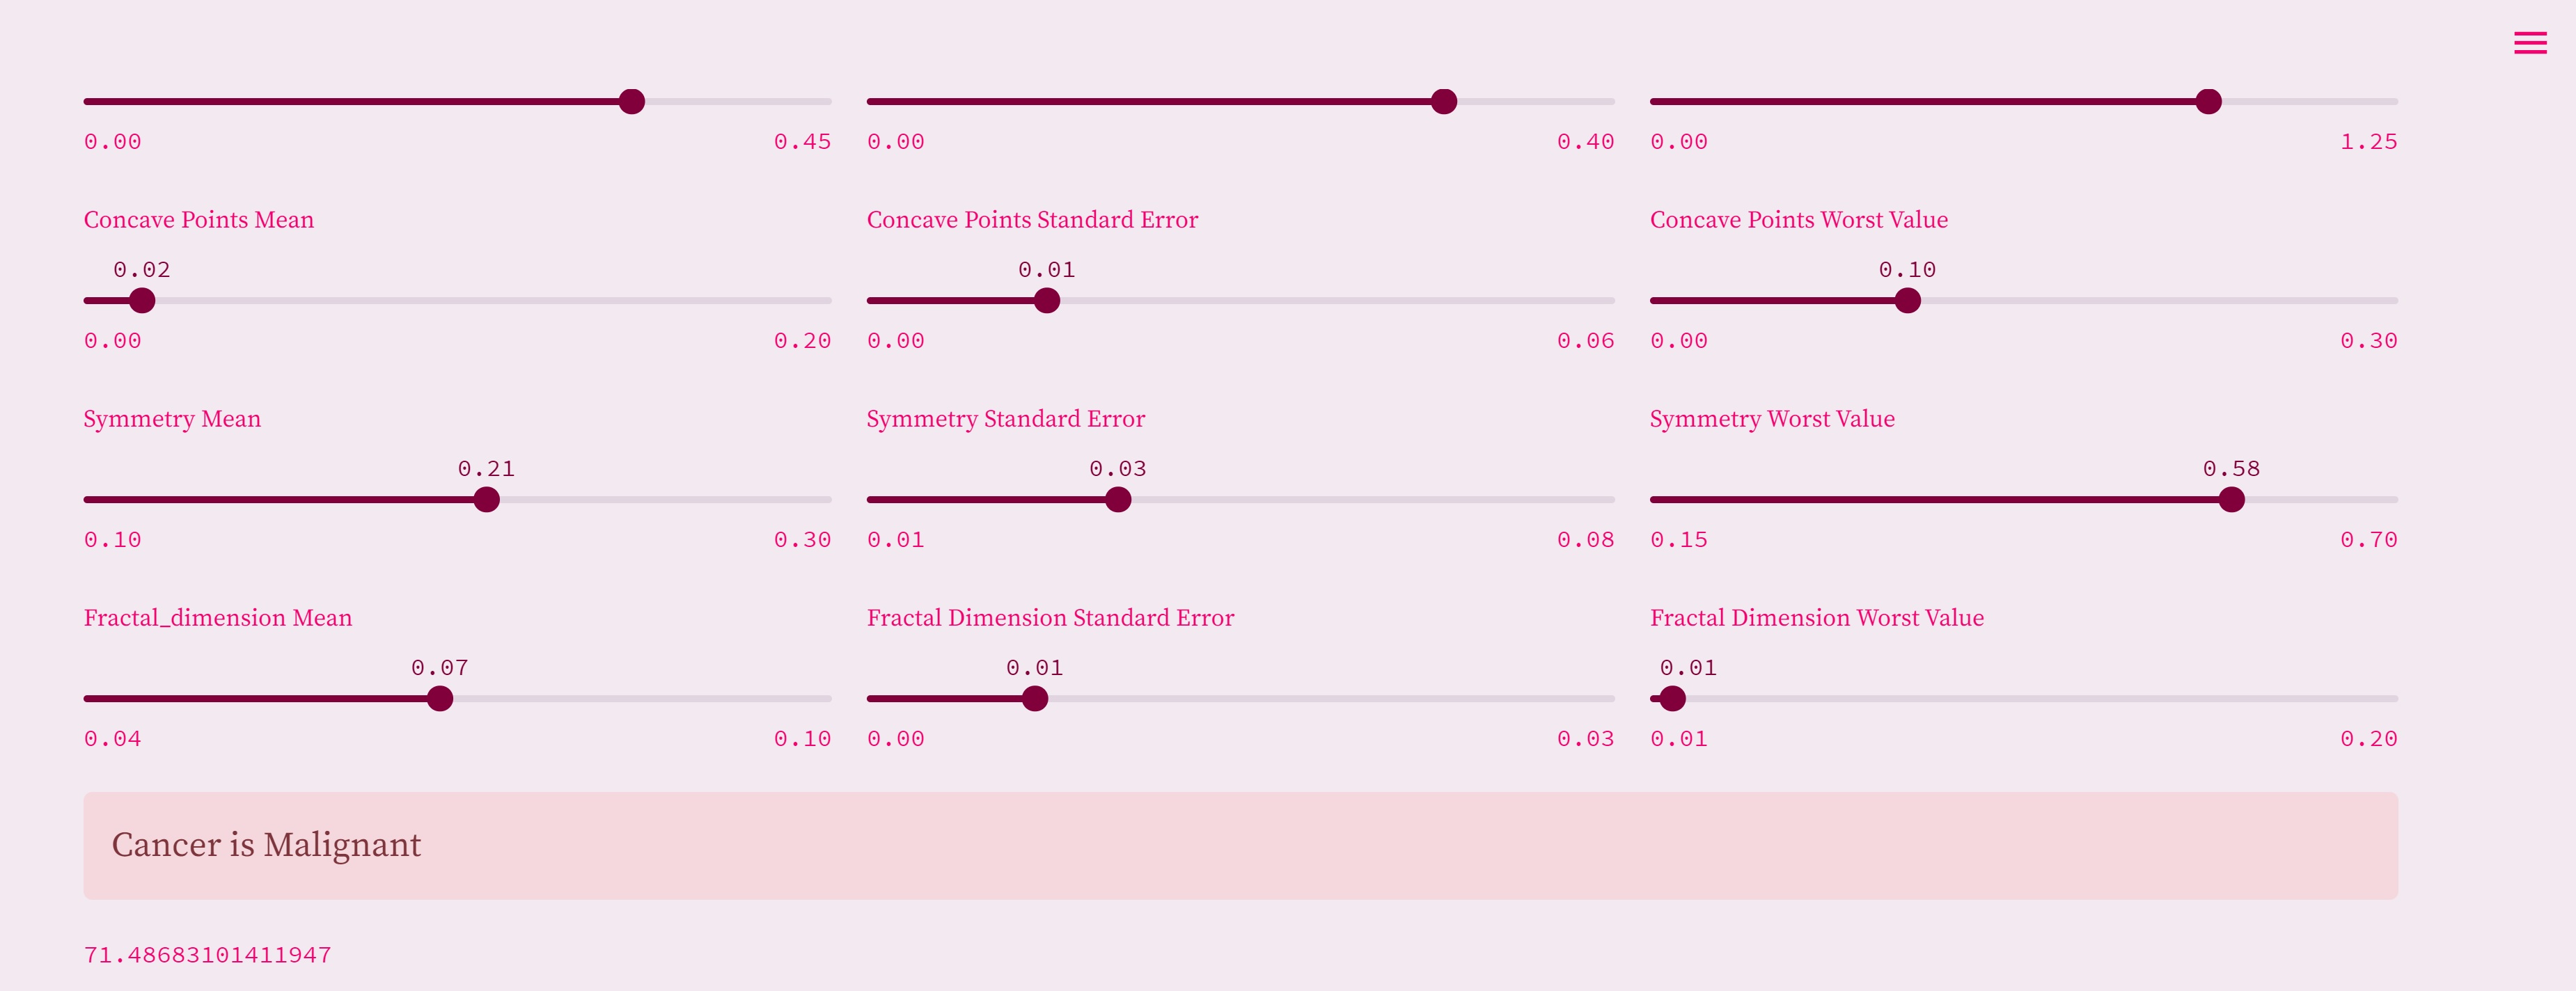 0.00 0.45 0.00 0.40 0.00 1.25
Concave Points Mean Concave Points Standard Error Concave Points Worst Value
0.02 0.01 0.10
0.00 0.20 0.00 0.06 0.00 0.30
Symmetry Mean Symmetry Standard Error Symmetry Worst Value
0.21 0.03 0.58
0.10 0.30 0.01 0.08 0.15 0.70
Fractal_dimension Mean Fractal Dimension Standard Error Fractal Dimension Worst Value
0.07 0.01 0.01
0.04 0.10 0.00 0.03 0.01 0.20
Cancer is Malignant
71.48683101411947